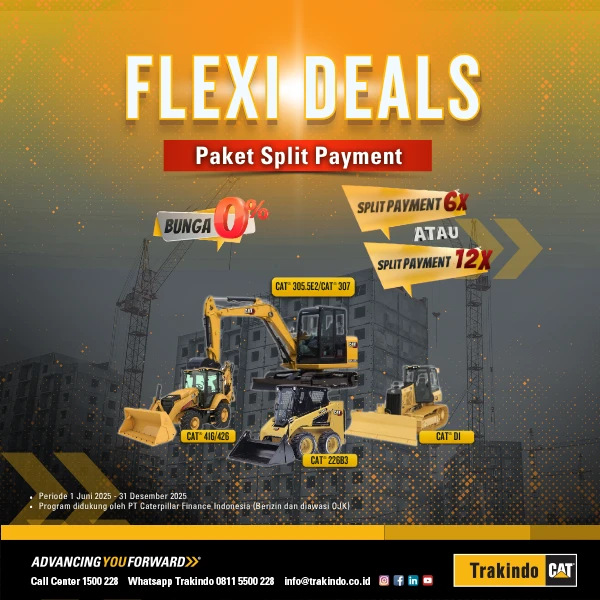 FLEXI DEALS
Paket Split Payment
BUNGA 0%
SPLIT PAYMENT 6X
ATAU
SPLIT PAYMENT 12X
CAT® 305.5E2/CAT® 307
CAT
CAT® 416/426
CAT® D1
CAT® 226B3
• Periode 1 Juni 2025 - 31 Desember 2025
• Program didukung oleh PT Caterpillar Finance Indonesia (Berizin dan diawasi OJK)
ADVANCING YOU FORWARD
Call Center 1500 228 Whatsapp Trakindo 0811 5500 228 info@trakindo.co.id
Trakindo CAT